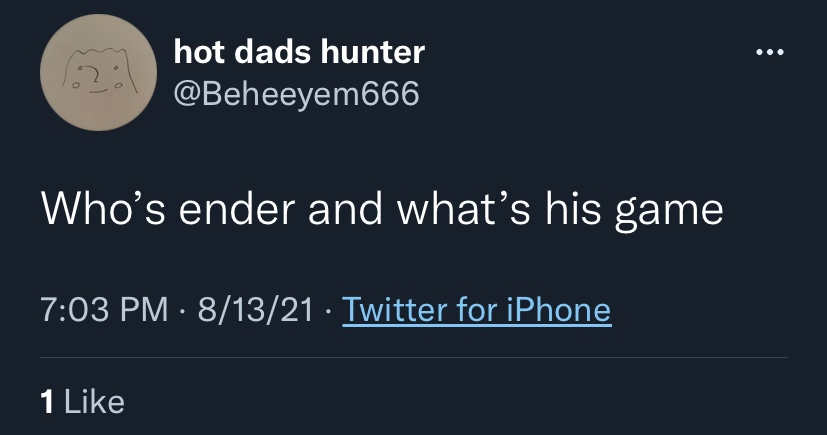 hot dads hunter
@Beheeyem666
Who’s ender and what’s his game
7:03 PM · 8/13/21 · Twitter for iPhone
1 Like